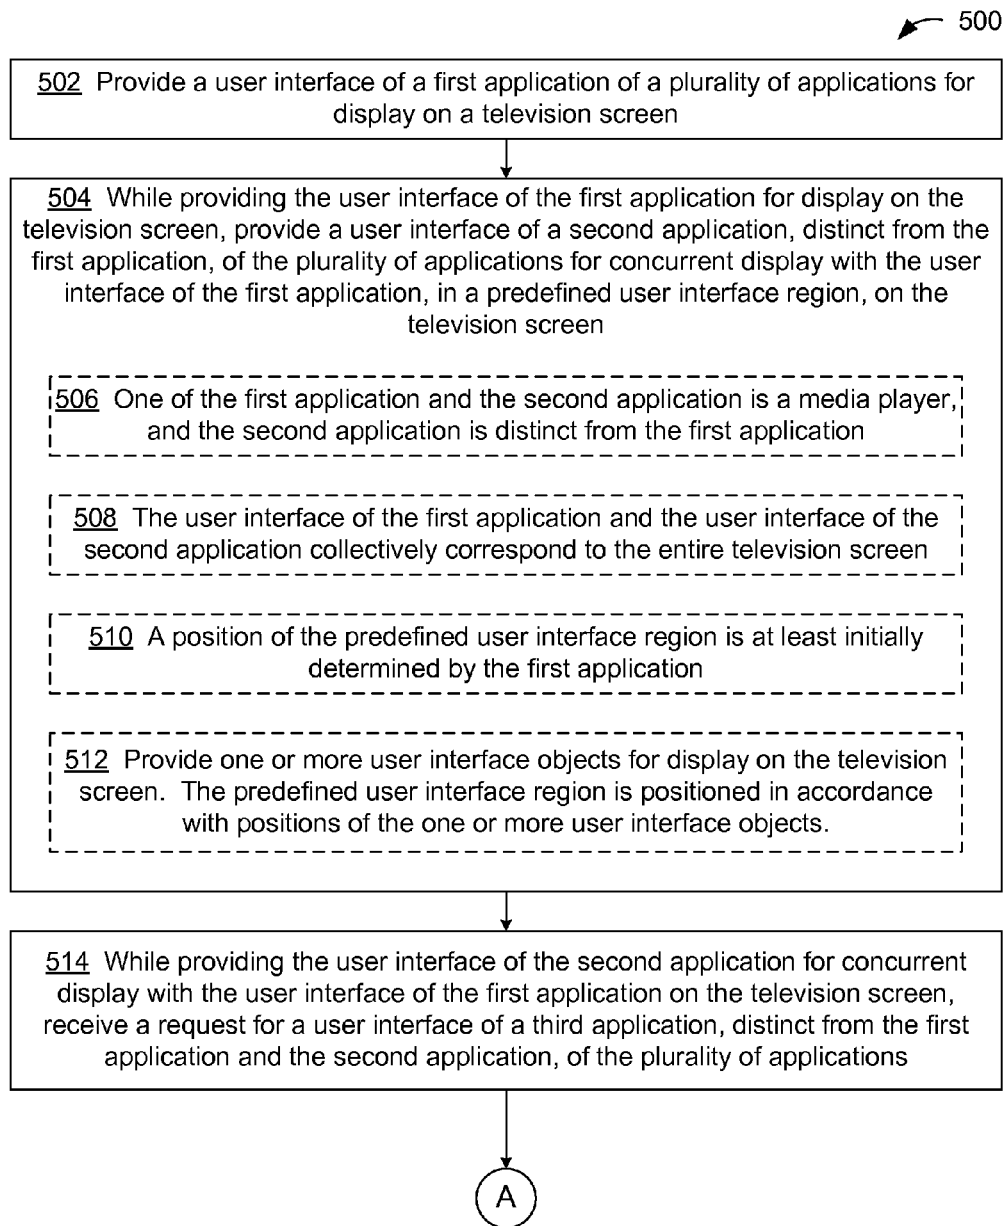 500
502 Provide a user interface of a first application of a plurality of applications for
display on a television screen
504 While providing the user interface of the first application for display on the
television screen, provide a user interface of a second application, distinct from the
first application, of the plurality of applications for concurrent display with the user
interface of the first application, in a predefined user interface region, on the
television screen
506 One of the first application and the second application is a media player,
and the second application is distinct from the first application
508 The user interface of the first application and the user interface of the
second application collectively correspond to the entire television screen
510 A position of the predefined user interface region is at least initially
determined by the first application
512 Provide one or more user interface objects for display on the television
screen. The predefined user interface region is positioned in accordance
with positions of the one or more user interface objects.
514 While providing the user interface of the second application for concurrent
display with the user interface of the first application on the television screen,
receive a request for a user interface of a third application, distinct from the first
application and the second application, of the plurality of applications
A